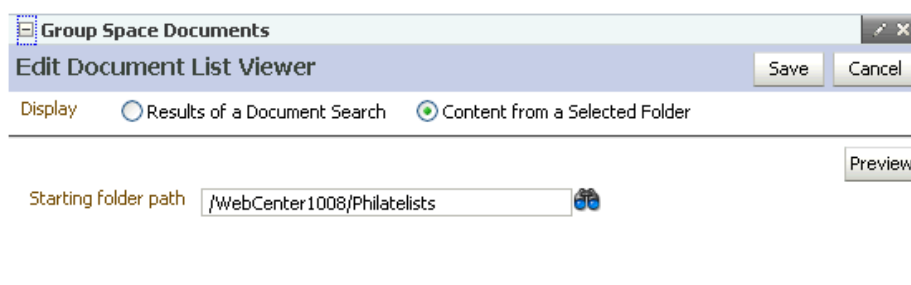 Group Space Documents
Edit Document List Viewer Save Cancel
Display Results of a Document Search Content from a Selected Folder
Preview
Starting folder path /WebCenter1008/Philatelists